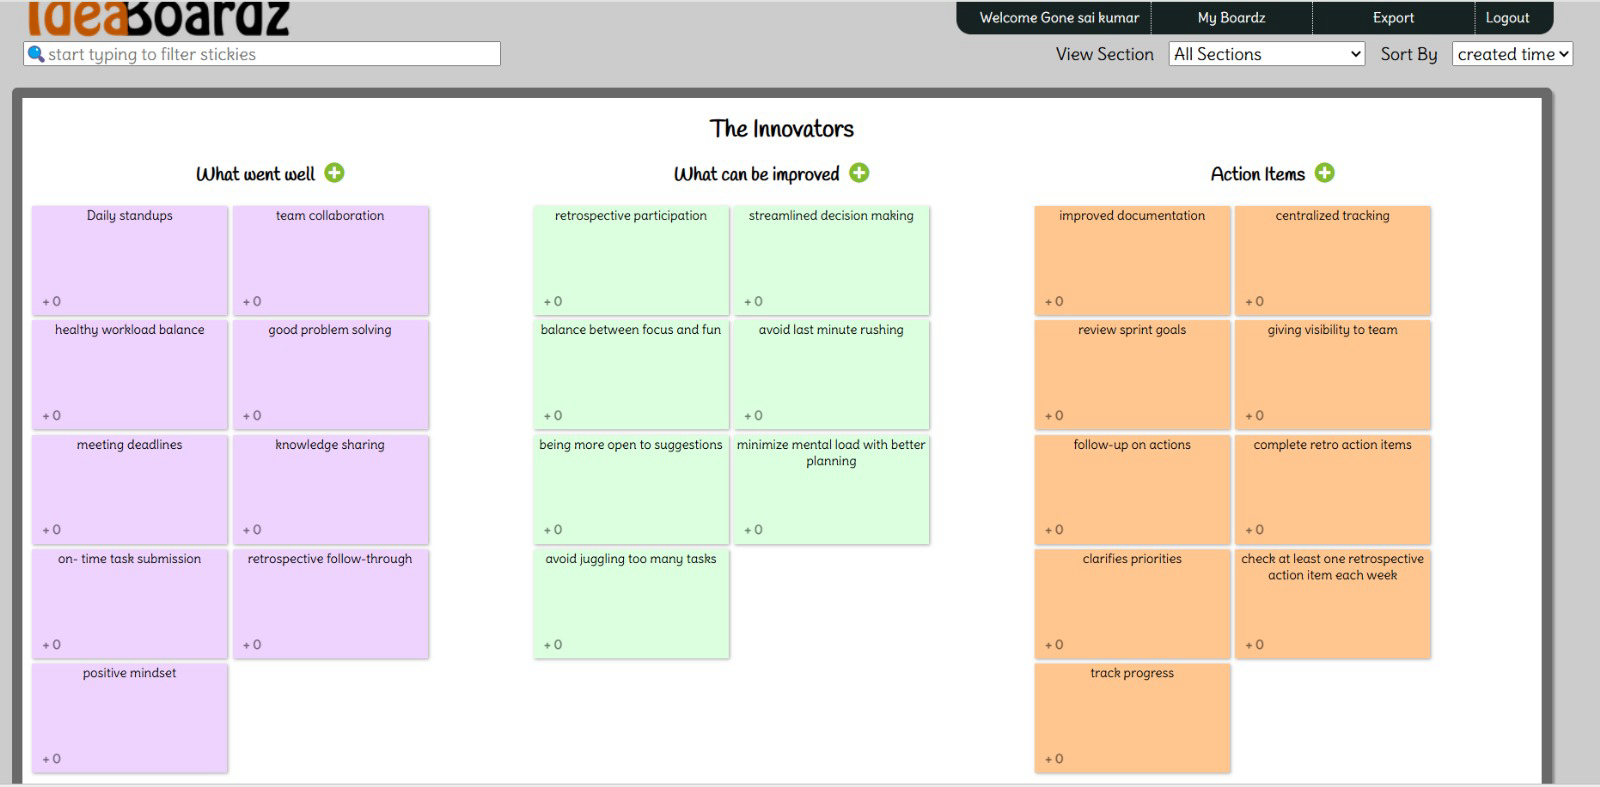 IdeaBoardz
Welcome Gone sai kumar
My Boardz
Export
Logout
start typing to filter stickies
View Section
All Sections
Sort By
created time
The Innovators
What went well
Daily standups
+ 0
team collaboration
+ 0
healthy workload balance
+ 0
good problem solving
+ 0
meeting deadlines
+ 0
knowledge sharing
+ 0
on- time task submission
+ 0
retrospective follow-through
+ 0
positive mindset
+ 0
What can be improved
retrospective participation
+ 0
streamlined decision making
+ 0
balance between focus and fun
+ 0
avoid last minute rushing
+ 0
being more open to suggestions
+ 0
minimize mental load with better
planning
+ 0
avoid juggling too many tasks
+ 0
Action Items
improved documentation
+ 0
centralized tracking
+ 0
review sprint goals
+ 0
giving visibility to team
+ 0
follow-up on actions
+ 0
complete retro action items
+ 0
clarifies priorities
+ 0
check at least one retrospective
action item each week
+ 0
track progress
+ 0